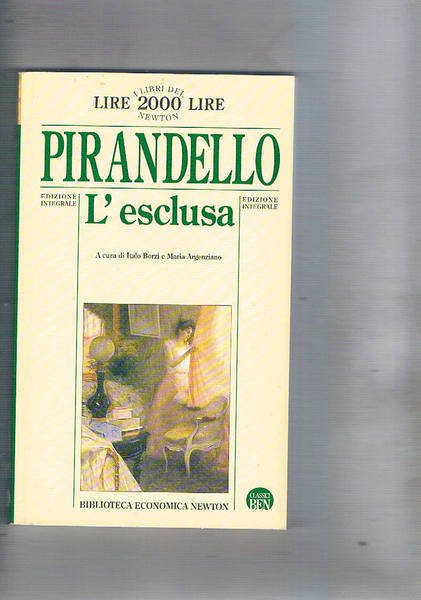 I LIBRI DEL
LIRE 2000 LIRE
NEWTON
PIRANDELLO
EDIZIONE
INTEGRALE
L'esclusa
EDIZIONE
INTEGRALE
A cura di Italo Borzi e Maria Argenziano
BIBLIOTECA ECONOMICA NEWTON
CLASSICI
BEN